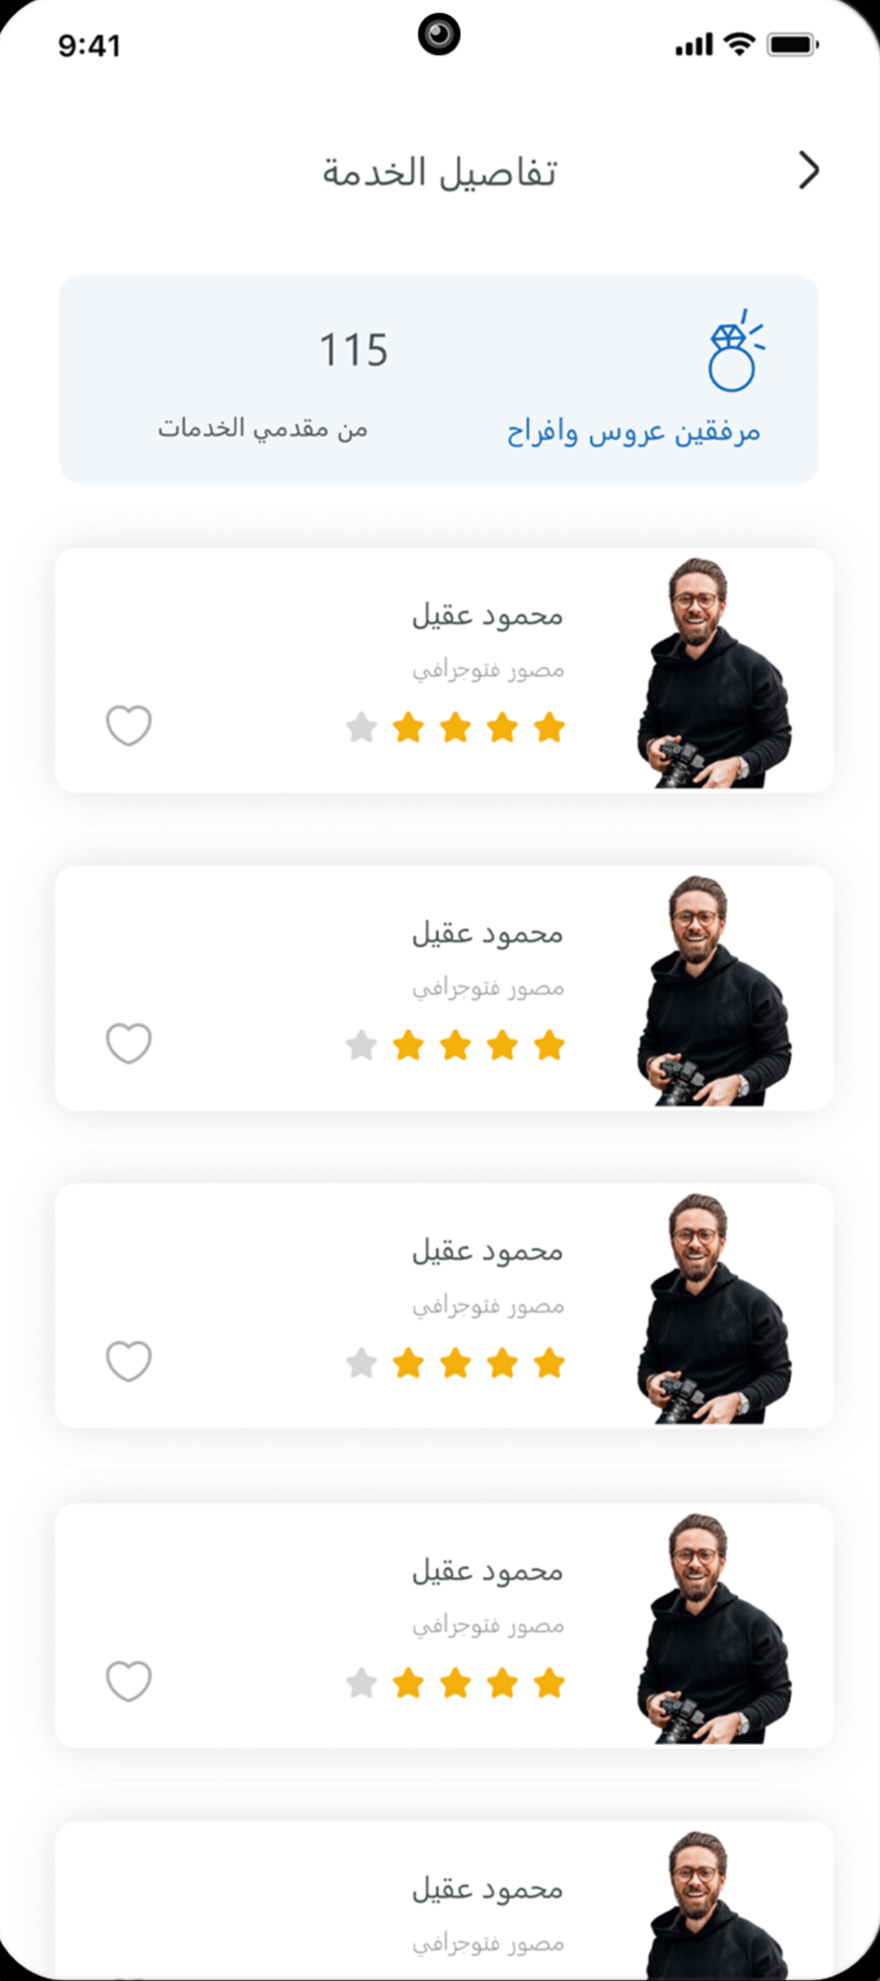 9:41
تفاصيل الخدمة
115
مرفقين عروس وافراح
من مقدمي الخدمات
محمود عقيل
مصور فتوجرافي
محمود عقيل
مصور فتوجرافي
محمود عقيل
مصور فتوجرافي
محمود عقيل
مصور فتوجرافي
محمود عقيل
مصور فتوجرافي